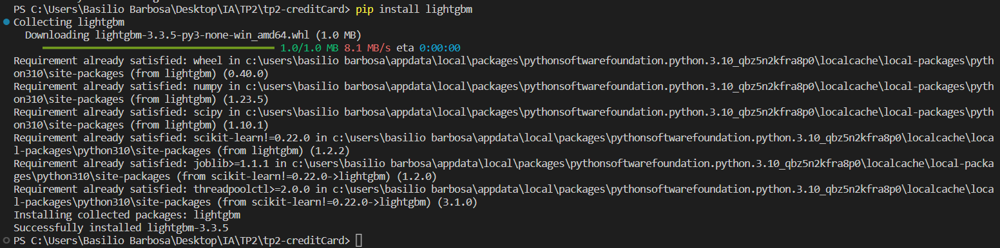 PS C:\Users\Basilio Barbosa\Desktop\IA\TP2\tp2-creditCard> pip install lightgbm
Collecting lightgbm
  Downloading lightgbm-3.3.5-py3-none-win_amd64.whl (1.0 MB)
     1.0/1.0 MB 8.1 MB/s eta 0:00:00
Requirement already satisfied: wheel in c:\users\basilio barbosa\appdata\local\packages\pythonsoftwarefoundation.python.3.10_qbz5n2kfra8p0\localcache\local-packages\pyth
on310\site-packages (from lightgbm) (0.40.0)
Requirement already satisfied: numpy in c:\users\basilio barbosa\appdata\local\packages\pythonsoftwarefoundation.python.3.10_qbz5n2kfra8p0\localcache\local-packages\pyth
on310\site-packages (from lightgbm) (1.23.5)
Requirement already satisfied: scipy in c:\users\basilio barbosa\appdata\local\packages\pythonsoftwarefoundation.python.3.10_qbz5n2kfra8p0\localcache\local-packages\pyth
on310\site-packages (from lightgbm) (1.10.1)
Requirement already satisfied: scikit-learn!=0.22.0 in c:\users\basilio barbosa\appdata\local\packages\pythonsoftwarefoundation.python.3.10_qbz5n2kfra8p0\localcache\loca
l-packages\python310\site-packages (from lightgbm) (1.2.2)
Requirement already satisfied: joblib>=1.1.1 in c:\users\basilio barbosa\appdata\local\packages\pythonsoftwarefoundation.python.3.10_qbz5n2kfra8p0\localcache\local-packa
ges\python310\site-packages (from scikit-learn!=0.22.0->lightgbm) (1.2.0)
Requirement already satisfied: threadpoolctl>=2.0.0 in c:\users\basilio barbosa\appdata\local\packages\pythonsoftwarefoundation.python.3.10_qbz5n2kfra8p0\localcache\loca
l-packages\python310\site-packages (from scikit-learn!=0.22.0->lightgbm) (3.1.0)
Installing collected packages: lightgbm
Successfully installed lightgbm-3.3.5
PS C:\Users\Basilio Barbosa\Desktop\IA\TP2\tp2-creditCard>